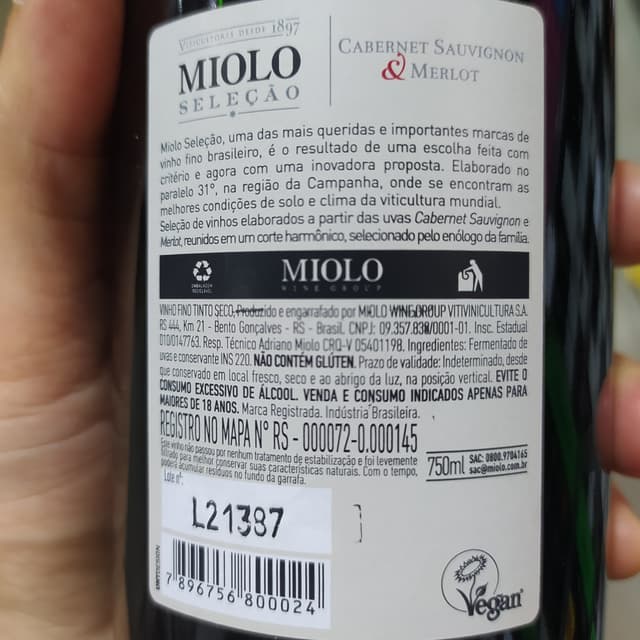 VITICULTORES DESDE 1897
MIOLO
SELEÇÃO
CABERNET SAUVIGNON
& MERLOT
Miolo Seleção, uma das mais queridas e importantes marcas de
vinho fino brasileiro, é o resultado de uma escolha feita com
critério e agora com uma inovadora proposta. Elaborado no
paralelo 31°, na região da Campanha, onde se encontram as
melhores condições de solo e clima da viticultura mundial.
Seleção de vinhos elaborados a partir das uvas Cabernet Sauvignon e
Merlot, reunidos em um corte harmônico, selecionado pelo enólogo da família.
EMBALAGEM
RECICLÁVEL
MIOLO
WINE GROUP
VINHO FINO TINTO SECO, Produzido e engarrafado por MIOLO WINEGROUP VITIVINICULTURA S.A.
RS 444, Km 21 - Bento Gonçalves - RS - Brasil. CNPJ: 09.357.838/0001-01. Insc. Estadual
010/0147763. Resp. Técnico Adriano Miolo CRQ-V 05401198. Ingredientes: Fermentado de
uvas e conservante INS 220. NÃO CONTÉM GLÚTEN. Prazo de validade: Indeterminado, desde
que conservado em local fresco, seco e ao abrigo da luz, na posição vertical. EVITE O
CONSUMO EXCESSIVO DE ÁLCOOL. VENDA E CONSUMO INDICADOS APENAS PARA
MAIORES DE 18 ANOS. Marca Registrada. Indústria Brasileira.
REGISTRO NO MAPA N° RS - 000072-0.000145
Este vinho não passou por nenhum tratamento de estabilização e foi levemente
filtrado para melhor conservar suas características naturais. Com o tempo,
poderá acumular resíduos no fundo da garrafa.
750ml
SAC: 0800.9704165
sac@miolo.com.br
Lote nº:
L21387
7 896756 800024
Vegan